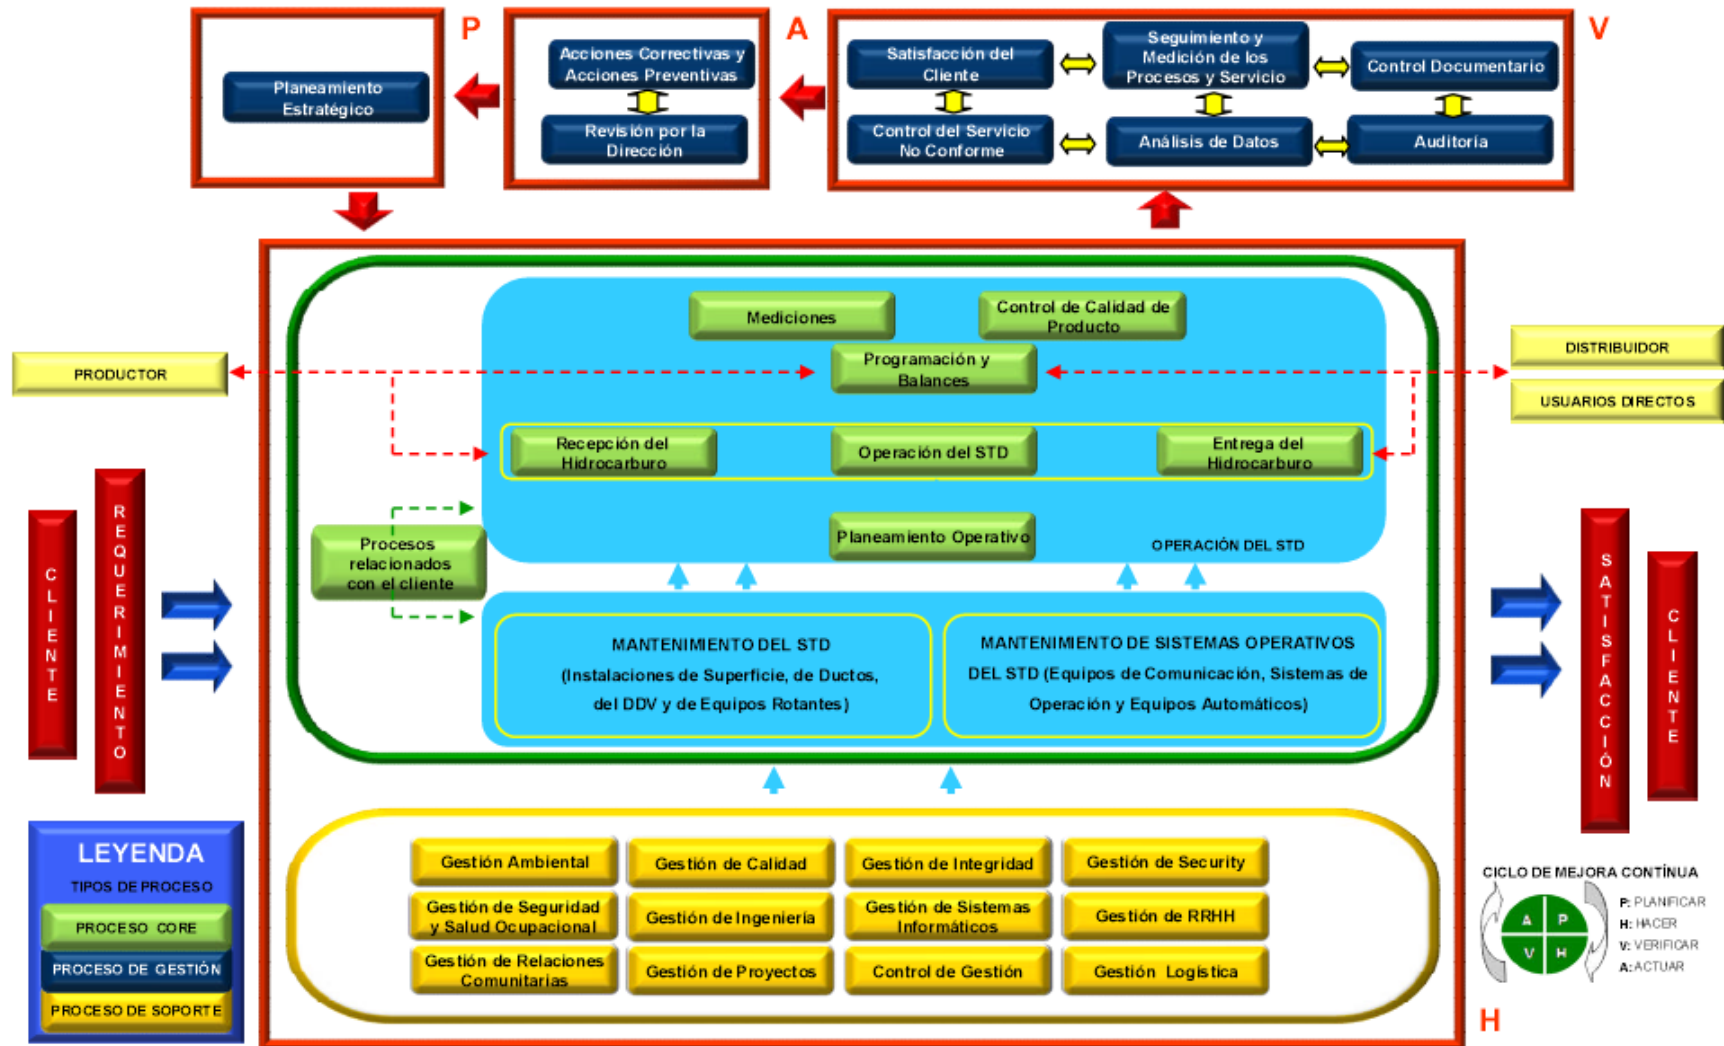 P
A
V
Planeamiento
Estratégico
Acciones Correctivas y
Acciones Preventivas
Revisión por la
Dirección
Satisfacción del
Cliente
Seguimiento y
Medición de los
Procesos y Servicio
Control Documentario
Control del Servicio
No Conforme
Análisis de Datos
Auditoría
Mediciones
Control de Calidad de
Producto
Programación y
Balances
PRODUCTOR
DISTRIBUIDOR
USUARIOS DIRECTOS
Recepción del
Hidrocarburo
Operación del STD
Entrega del
Hidrocarburo
Procesos
relacionados
con el cliente
Planeamiento Operativo
OPERACIÓN DEL STD
CLIENTE
REQUERIMIENTO
SATISFACCIÓN
CLIENTE
MANTENIMIENTO DEL STD
(Instalaciones de Superficie, de Ductos,
del DDV y de Equipos Rotantes)
MANTENIMIENTO DE SISTEMAS OPERATIVOS
DEL STD (Equipos de Comunicación, Sistemas de
Operación y Equipos Automáticos)
Gestión Ambiental
Gestión de Calidad
Gestión de Integridad
Gestión de Security
Gestión de Seguridad
y Salud Ocupacional
Gestión de Ingeniería
Gestión de Sistemas
Informáticos
Gestión de RRHH
Gestión de Relaciones
Comunitarias
Gestión de Proyectos
Control de Gestión
Gestión Logística
LEYENDA
TIPOS DE PROCESO
PROCESO CORE
PROCESO DE GESTIÓN
PROCESO DE SOPORTE
CICLO DE MEJORA CONTÍNUA
A P
V H
P: PLANIFICAR
H: HACER
V: VERIFICAR
A: ACTUAR
H